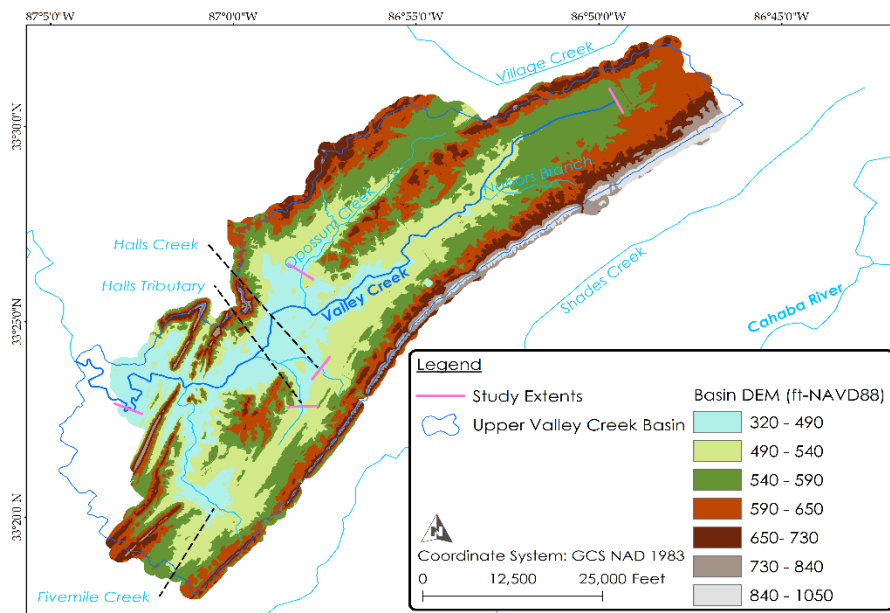 87°5'0"W
87°0'0"W
86°55'0"W
86°50'0"W
86°45'0"W
33°30'0"N
33°25'0"N
33°20'0 N
Village Creek
Nabors Branch
Opossum Creek
Halls Creek
Halls Tributary
Valley Creek
Shades Creek
Cahaba River
Fivemile Creek
Legend
Study Extents
Upper Valley Creek Basin
Basin DEM (ft-NAVD88)
320 - 490
490 - 540
540 - 590
590 - 650
650- 730
730 - 840
840 - 1050
N
Coordinate System: GCS NAD 1983
0 12,500 25,000 Feet